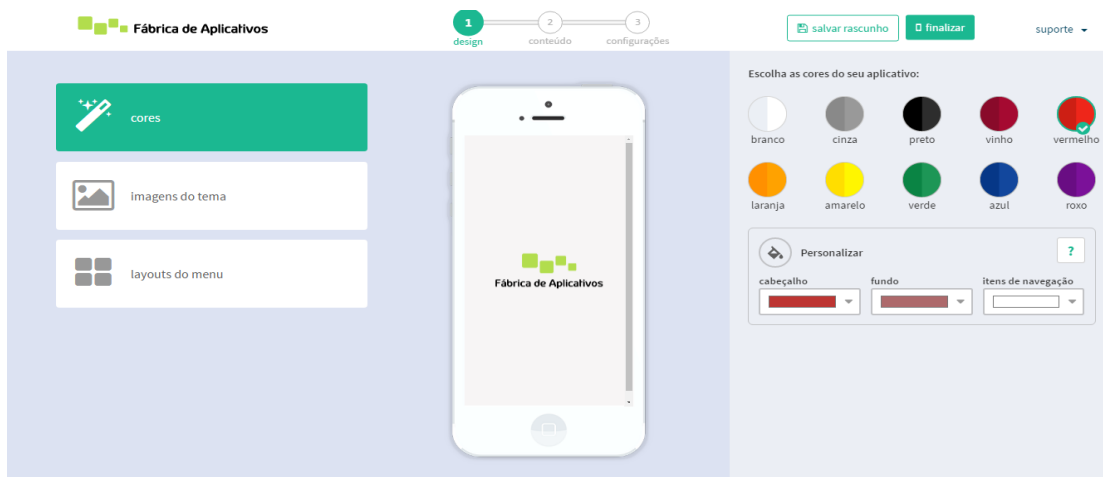 Fábrica de Aplicativos
1
2
3
design
conteúdo
configurações
salvar rascunho
finalizar
suporte
cores
imagens do tema
layouts do menu
Fábrica de Aplicativos
Escolha as cores do seu aplicativo:
branco
cinza
preto
vinho
vermelho
laranja
amarelo
verde
azul
roxo
Personalizar
?
cabeçalho
fundo
itens de navegação